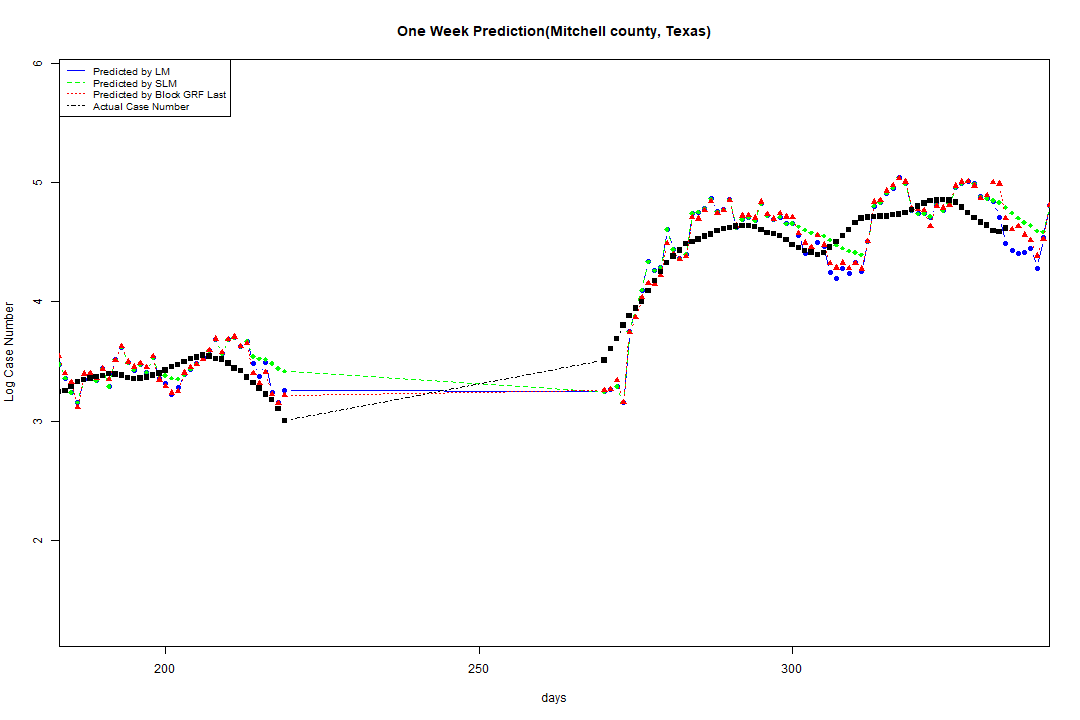 One Week Prediction(Mitchell county, Texas)
Predicted by LM
Predicted by SLM
Predicted by Block GRF Last
Actual Case Number
6
5
4
3
2
Log Case Number
200
250
300
days